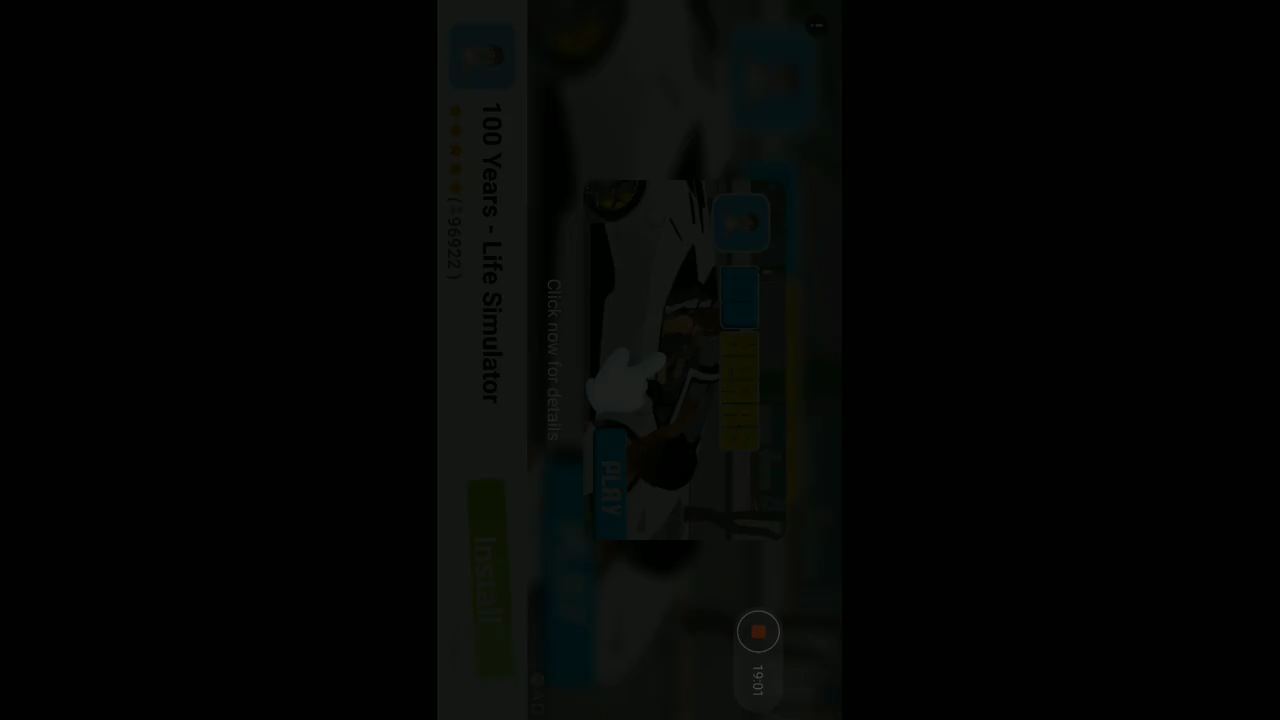 100 Years - Life Simulator
96922 )
Click now for details
PLAY
Install
19:01